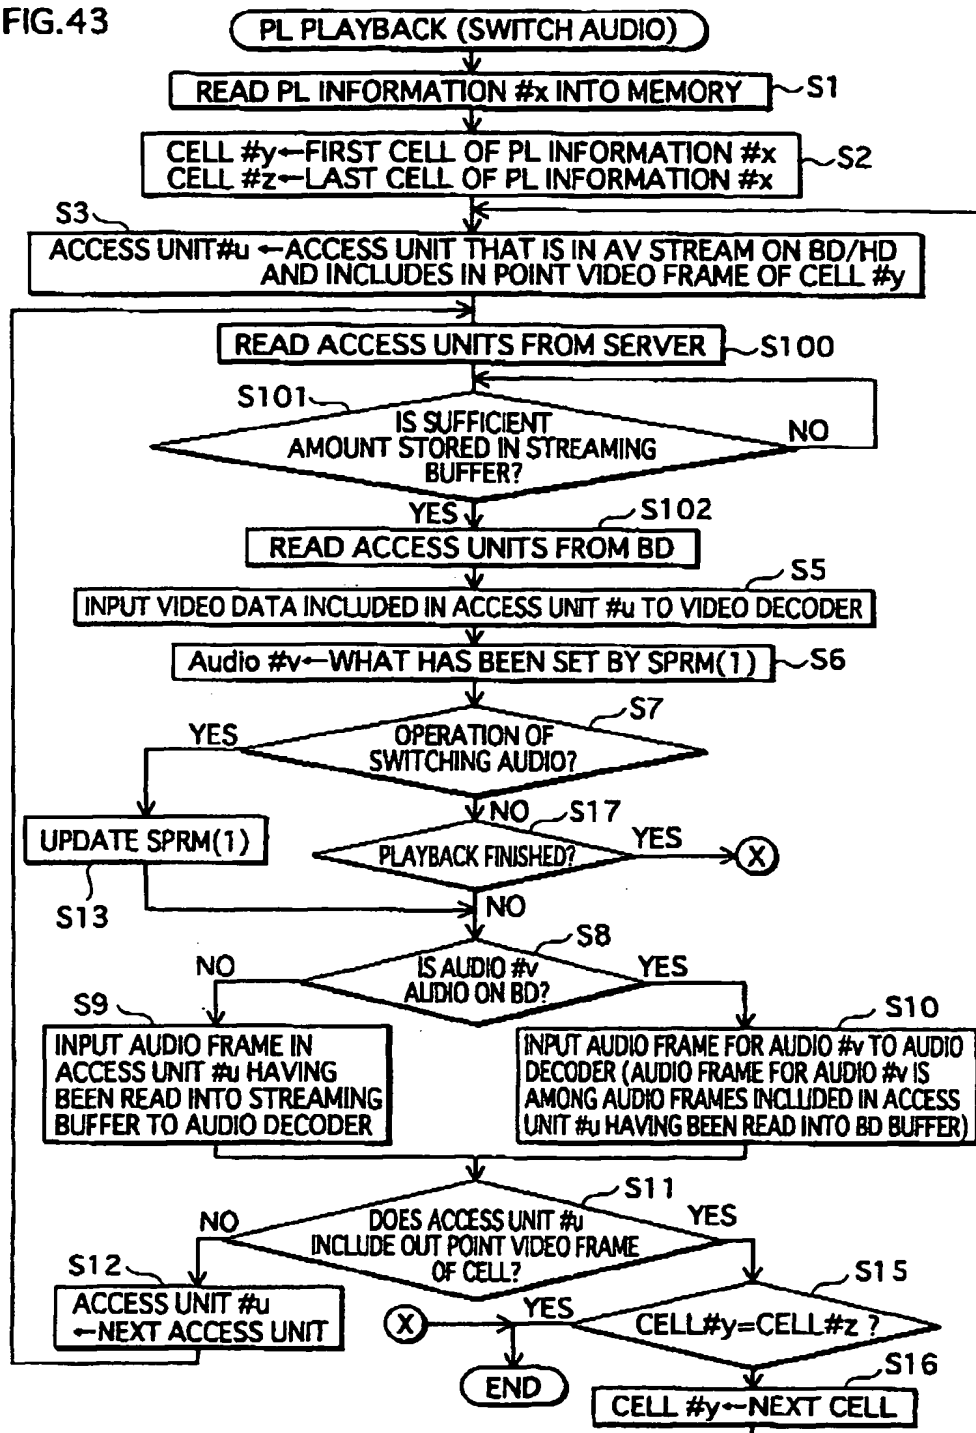 FIG.43
PL PLAYBACK (SWITCH AUDIO)
READ PL INFORMATION #x INTO MEMORY
S1
CELL #y←FIRST CELL OF PL INFORMATION #x
CELL #z←LAST CELL OF PL INFORMATION #x
S2
S3
ACCESS UNIT#u ←ACCESS UNIT THAT IS IN AV STREAM ON BD/HD
AND INCLUDES IN POINT VIDEO FRAME OF CELL #y
READ ACCESS UNITS FROM SERVER
S100
S101
IS SUFFICIENT
AMOUNT STORED IN STREAMING
BUFFER?
NO
YES
S102
READ ACCESS UNITS FROM BD
S5
INPUT VIDEO DATA INCLUDED IN ACCESS UNIT #u TO VIDEO DECODER
Audio #v←WHAT HAS BEEN SET BY SPRM(1)
S6
S7
YES
OPERATION OF
SWITCHING AUDIO?
NO
S17
UPDATE SPRM(1)
S13
PLAYBACK FINISHED?
YES
X
NO
S8
NO
IS AUDIO #v
AUDIO ON BD?
YES
S9
INPUT AUDIO FRAME IN
ACCESS UNIT #u HAVING
BEEN READ INTO STREAMING
BUFFER TO AUDIO DECODER
S10
INPUT AUDIO FRAME FOR AUDIO #v TO AUDIO
DECODER (AUDIO FRAME FOR AUDIO #v IS
AMONG AUDIO FRAMES INCLUDED IN ACCESS
UNIT #u HAVING BEEN READ INTO BD BUFFER)
S11
NO
DOES ACCESS UNIT #u
INCLUDE OUT POINT VIDEO FRAME
OF CELL?
YES
S12
ACCESS UNIT #u
←NEXT ACCESS UNIT
S15
X
YES
CELL#y=CELL#z ?
END
S16
CELL #y←NEXT CELL